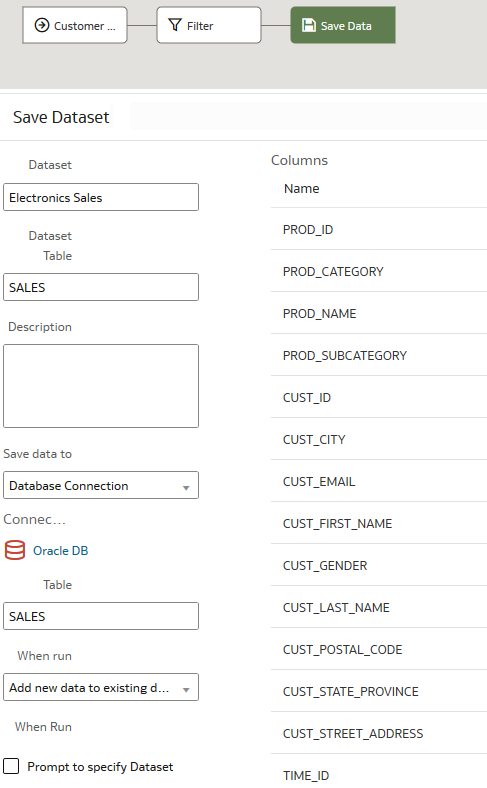 Customer ...
Filter
Save Data
Save Dataset
Dataset
Electronics Sales
Dataset
Table
SALES
Description
Save data to
Database Connection
Connec...
Oracle DB
Table
SALES
When run
Add new data to existing d...
When Run
Prompt to specify Dataset
Columns
Name
PROD_ID
PROD_CATEGORY
PROD_NAME
PROD_SUBCATEGORY
CUST_ID
CUST_CITY
CUST_EMAIL
CUST_FIRST_NAME
CUST_GENDER
CUST_LAST_NAME
CUST_POSTAL_CODE
CUST_STATE_PROVINCE
CUST_STREET_ADDRESS
TIME_ID